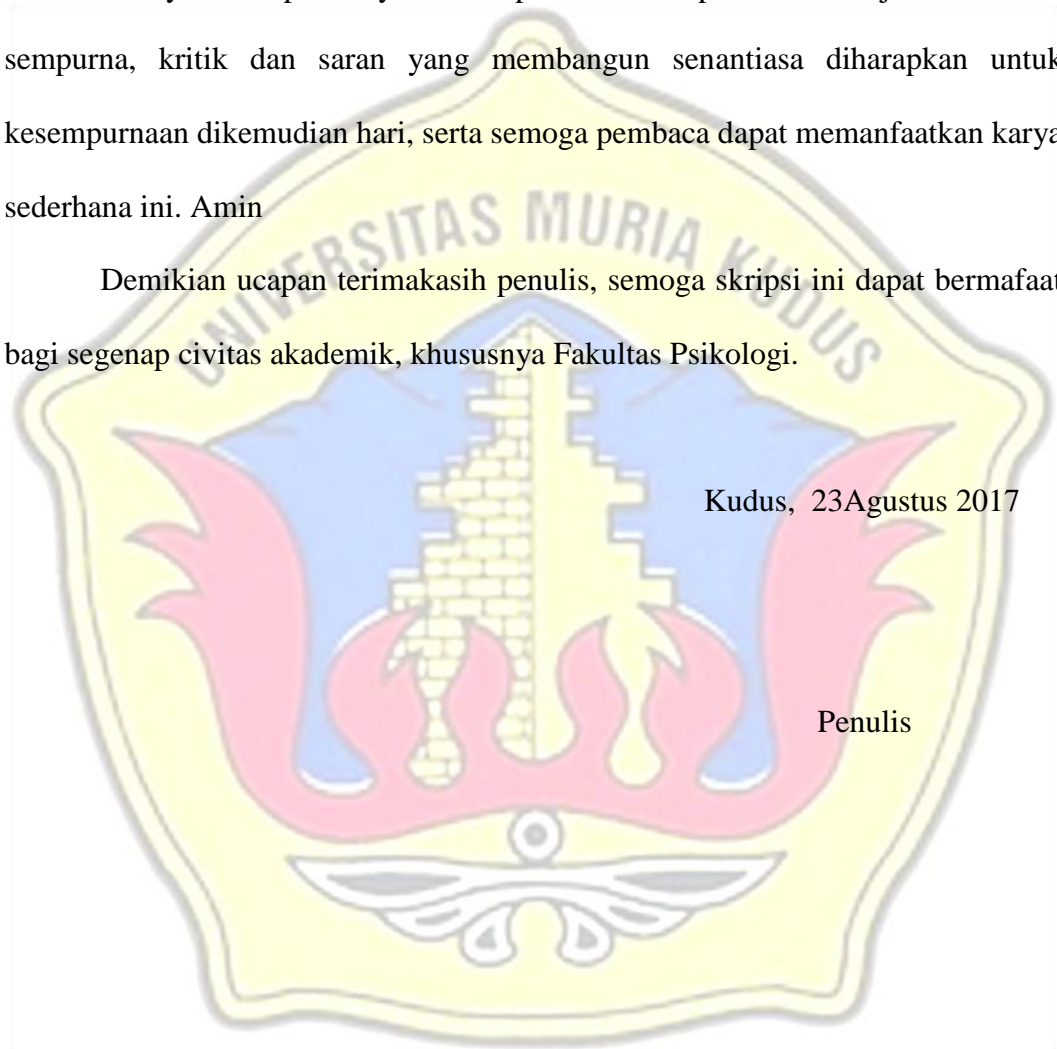 sempurna, kritik dan saran yang membangun senantiasa diharapkan untuk
kesempurnaan dikemudian hari, serta semoga pembaca dapat memanfaatkan karya
sederhana ini. Amin
UNIVERSITAS MURIA KUDUS
Demikian ucapan terimakasih penulis, semoga skripsi ini dapat bermafaat
bagi segenap civitas akademik, khususnya Fakultas Psikologi.
Kudus, 23Agustus 2017
Penulis